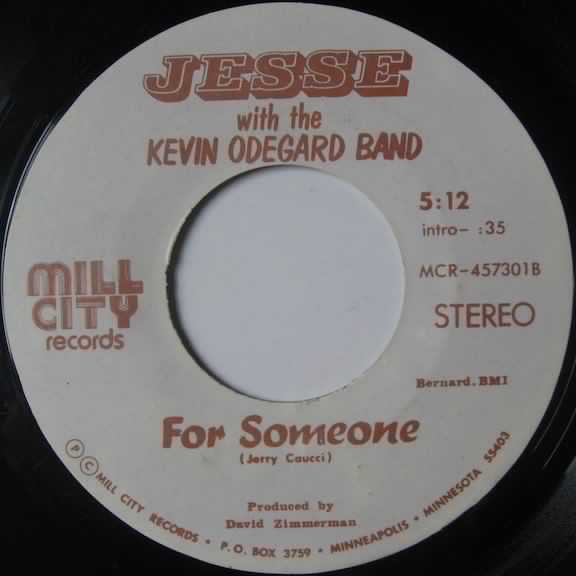 JESSE
with the
KEVIN ODEGARD BAND
5:12
intro- :35
MCR-457301B
STEREO
MILL
CITY
records
Bernard, BMI
For Someone
(Jerry Caucci)
Produced by
David Zimmerman
Ⓟ Ⓒ MILL CITY RECORDS • P.O. BOX 3759 • MINNEAPOLIS • MINNESOTA 55403